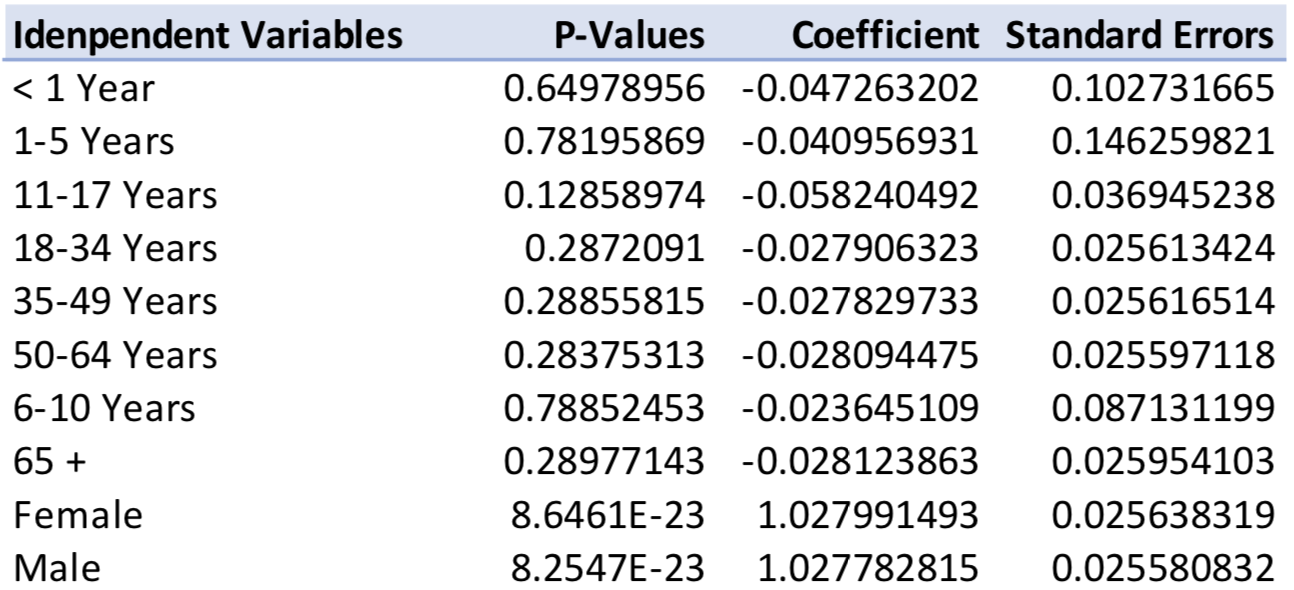 Idenpendent Variables P-Values Coefficient Standard Errors
< 1 Year 0.64978956 -0.047263202 0.102731665
1-5 Years 0.78195869 -0.040956931 0.146259821
11-17 Years 0.12858974 -0.058240492 0.036945238
18-34 Years 0.2872091 -0.027906323 0.025613424
35-49 Years 0.28855815 -0.027829733 0.025616514
50-64 Years 0.28375313 -0.028094475 0.025597118
6-10 Years 0.78852453 -0.023645109 0.087131199
65 + 0.28977143 -0.028123863 0.025954103
Female 8.6461E-23 1.027991493 0.025638319
Male 8.2547E-23 1.027782815 0.025580832